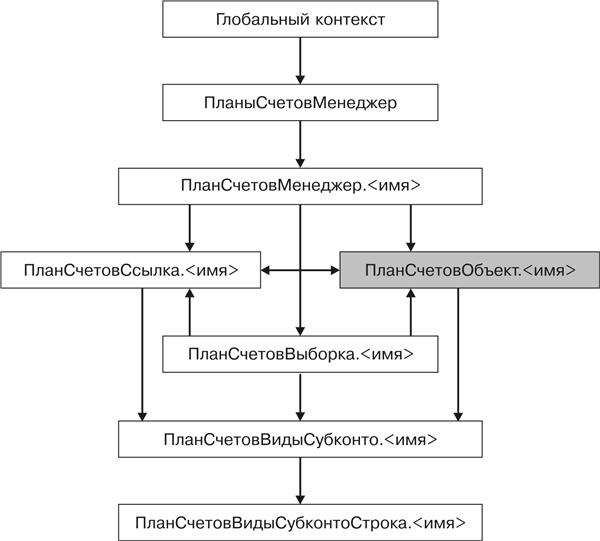 Глобальный контекст
ПланыСчетовМенеджер
ПланСчетовМенеджер.<имя>
ПланСчетовСсылка.<имя>
ПланСчетовОбъект.<имя>
ПланСчетовВыборка.<имя>
ПланСчетовВидыСубконто.<имя>
ПланСчетовВидыСубконтоСтрока.<имя>